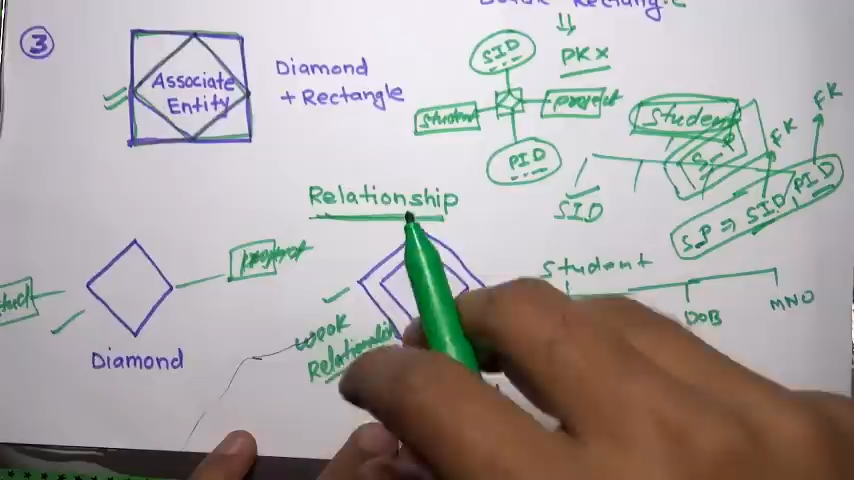 3
Associate
Entity
Diamond
+ Rectangle
⇓
SID
PK X
Student
project
PID
Student
S-P
SID
FK
FK
SP ⇒ SID, PID
Relationship
project
Stud
Diamond
Weak
Relationship
Student
DOB
MNO